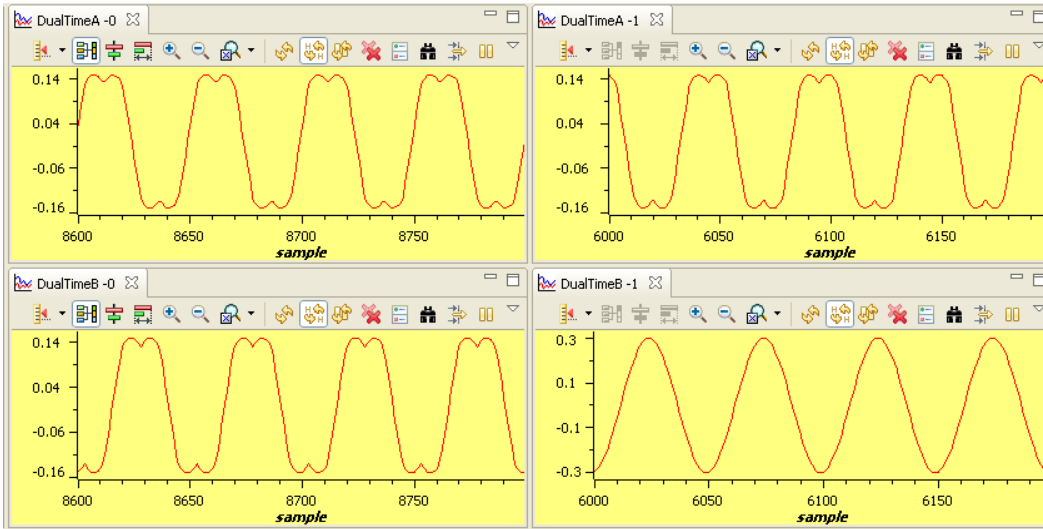 DualTimeA -0
0.14
0.04
-0.06
-0.16
8600 8650 8700 8750
sample
DualTimeA -1
0.14
0.04
-0.06
-0.16
6000 6050 6100 6150
sample
DualTimeB -0
0.14
0.04
-0.06
-0.16
8600 8650 8700 8750
sample
DualTimeB -1
0.3
0.1
-0.1
-0.3
6000 6050 6100 6150
sample